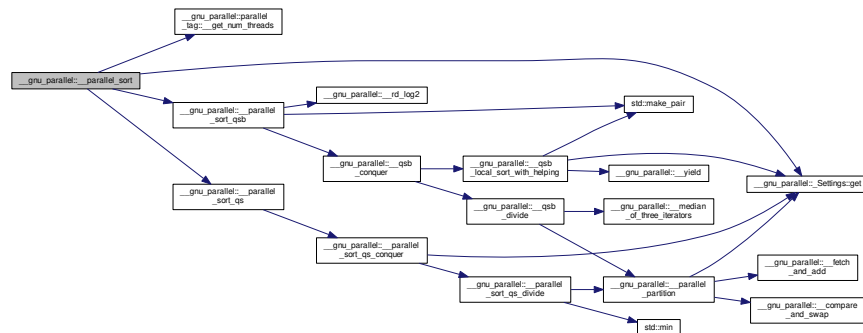 __gnu_parallel::parallel
_tag::__get_num_threads
__gnu_parallel::__parallel_sort
__gnu_parallel::__rd_log2
std::make_pair
__gnu_parallel::__parallel
_sort_qsb
__gnu_parallel::__qsb
_conquer
__gnu_parallel::__qsb
_local_sort_with_helping
__gnu_parallel::__yield
__gnu_parallel::_Settings::get
__gnu_parallel::__parallel
_sort_qs
__gnu_parallel::__qsb
_divide
__gnu_parallel::__median
_of_three_iterators
__gnu_parallel::__parallel
_sort_qs_conquer
__gnu_parallel::__fetch
_and_add
__gnu_parallel::__parallel
_sort_qs_divide
__gnu_parallel::__parallel
_partition
__gnu_parallel::__compare
_and_swap
std::min